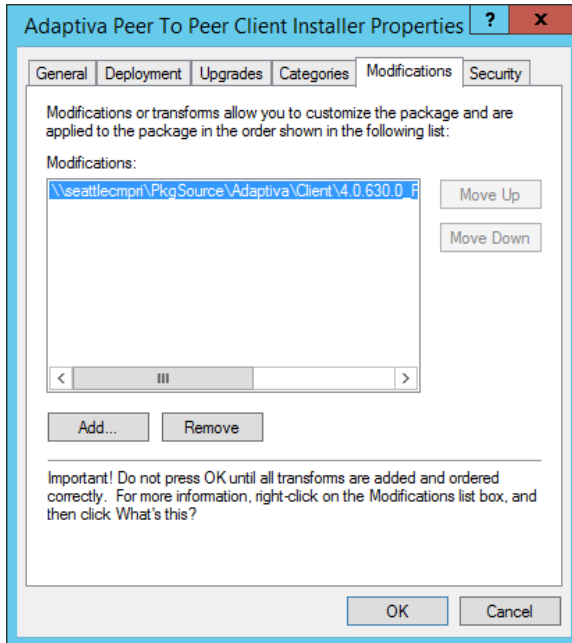 Adaptiva Peer To Peer Client Installer Properties ? x
General Deployment Upgrades Categories Modifications Security
Modifications or transforms allow you to customize the package and are
applied to the package in the order shown in the following list:
Modifications:
\\seattlecmpri\PkgSource\Adaptiva\Client\4.0.630.0_
Move Up
Move Down
Add... Remove
Important! Do not press OK until all transforms are added and ordered
correctly. For more information, right-click on the Modifications list box, and
then click What's this?
OK Cancel